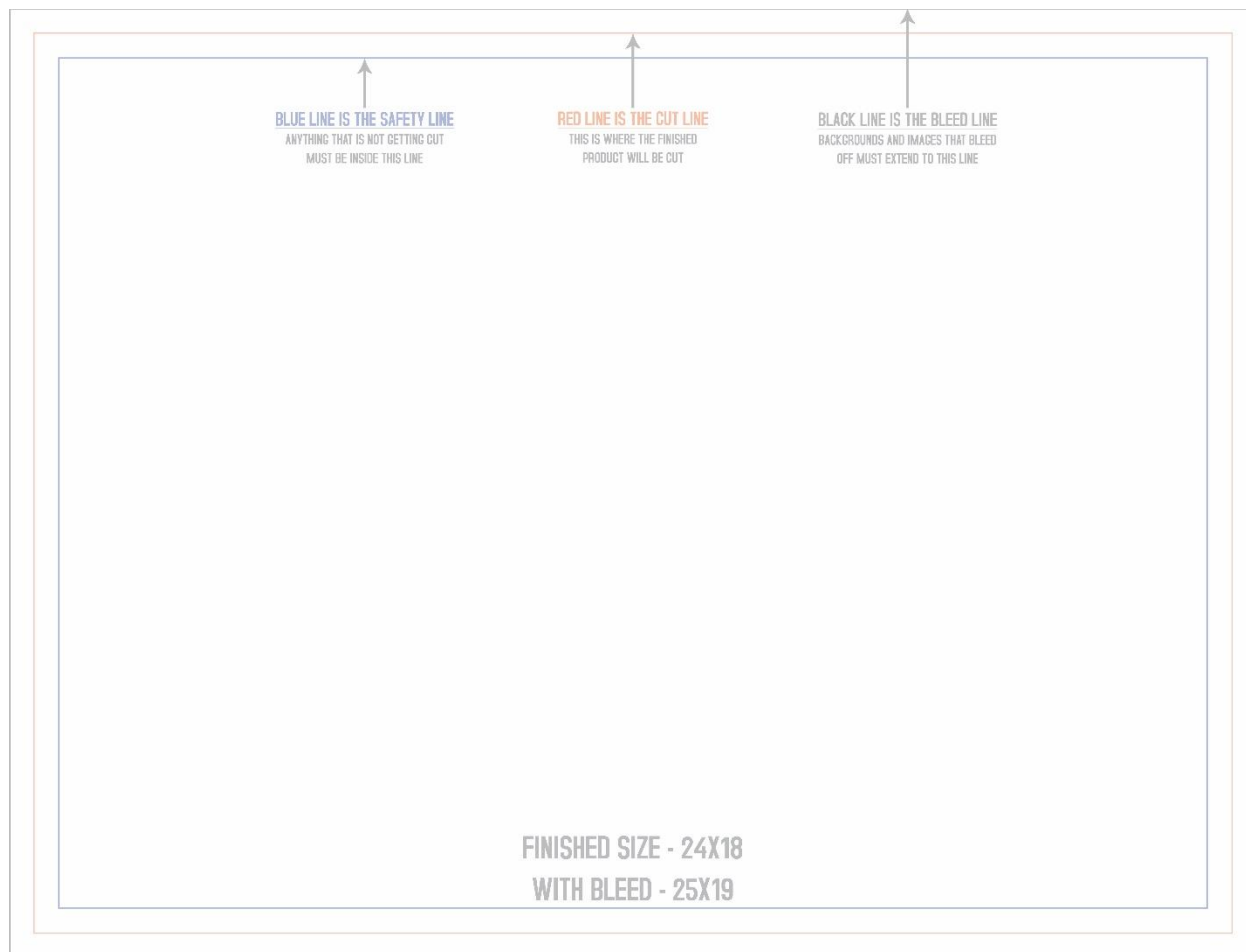 BLUE LINE IS THE SAFETY LINE
ANYTHING THAT IS NOT GETTING CUT
MUST BE INSIDE THIS LINE
RED LINE IS THE CUT LINE
THIS IS WHERE THE FINISHED
PRODUCT WILL BE CUT
BLACK LINE IS THE BLEED LINE
BACKGROUNDS AND IMAGES THAT BLEED
OFF MUST EXTEND TO THIS LINE
FINISHED SIZE - 24X18
WITH BLEED - 25X19